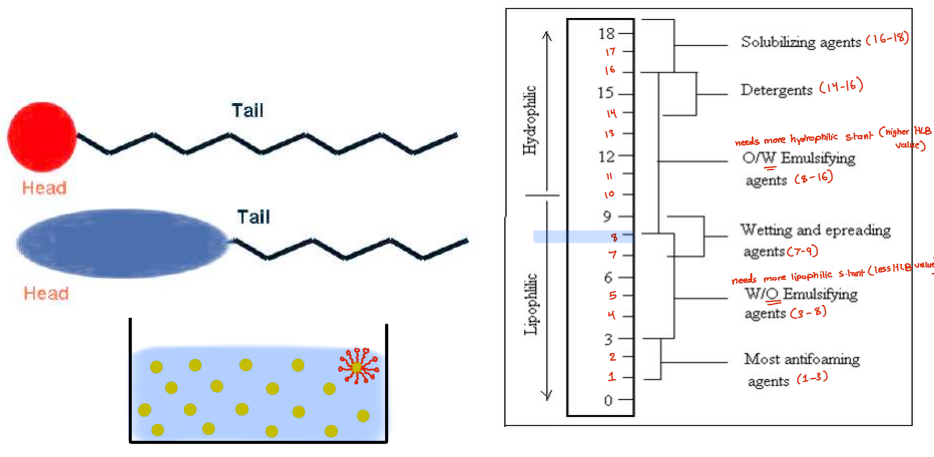 Tail
Head
Tail
Head
Hydrophilic
Lipophlilic
18
17
16
15
14
13
12
11
10
9
8
7
6
5
4
3
2
1
0
Solubilizing agents (16-18)
Detergents (14-16)
needs more hydrophilic stant (higher HLB
value)
O/W Emulsifying
agents (8-16)
Wetting and epreading
agents (7-9)
needs more lipophilic stant (less HLB value)
W/O Emulsifying
agents (3-8)
Most antifoaming
agents (1-3)